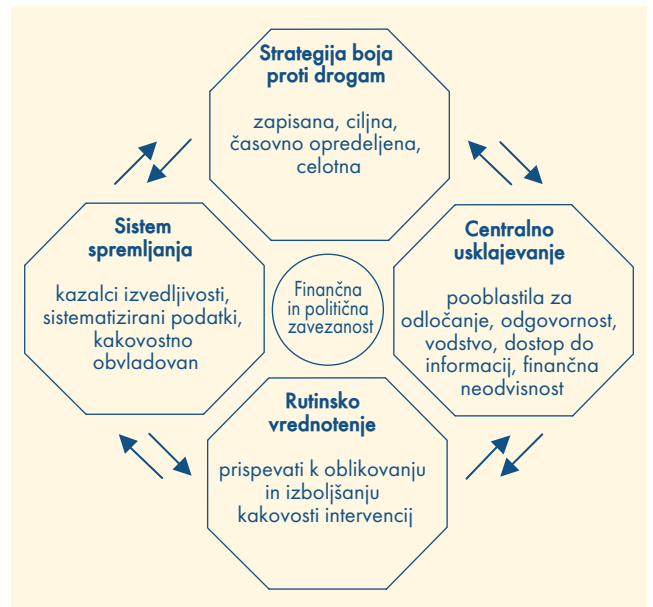 Strategija boja
proti drogam
zapisana, ciljna,
časovno opredeljena,
celotna
Sistem
spremljanja
kazalci izvedljivosti,
sistematizirani podatki,
kakovostno
obvladovan
Finančna
in politična
zavezanost
Centralno
usklajevanje
pooblastila za
odločanje, odgovornost,
vodstvo, dostop do
informacij, finančna
neodvisnost
Rutinsko
vrednotenje
prispevati k oblikovanju
in izboljšanju
kakovosti intervencij